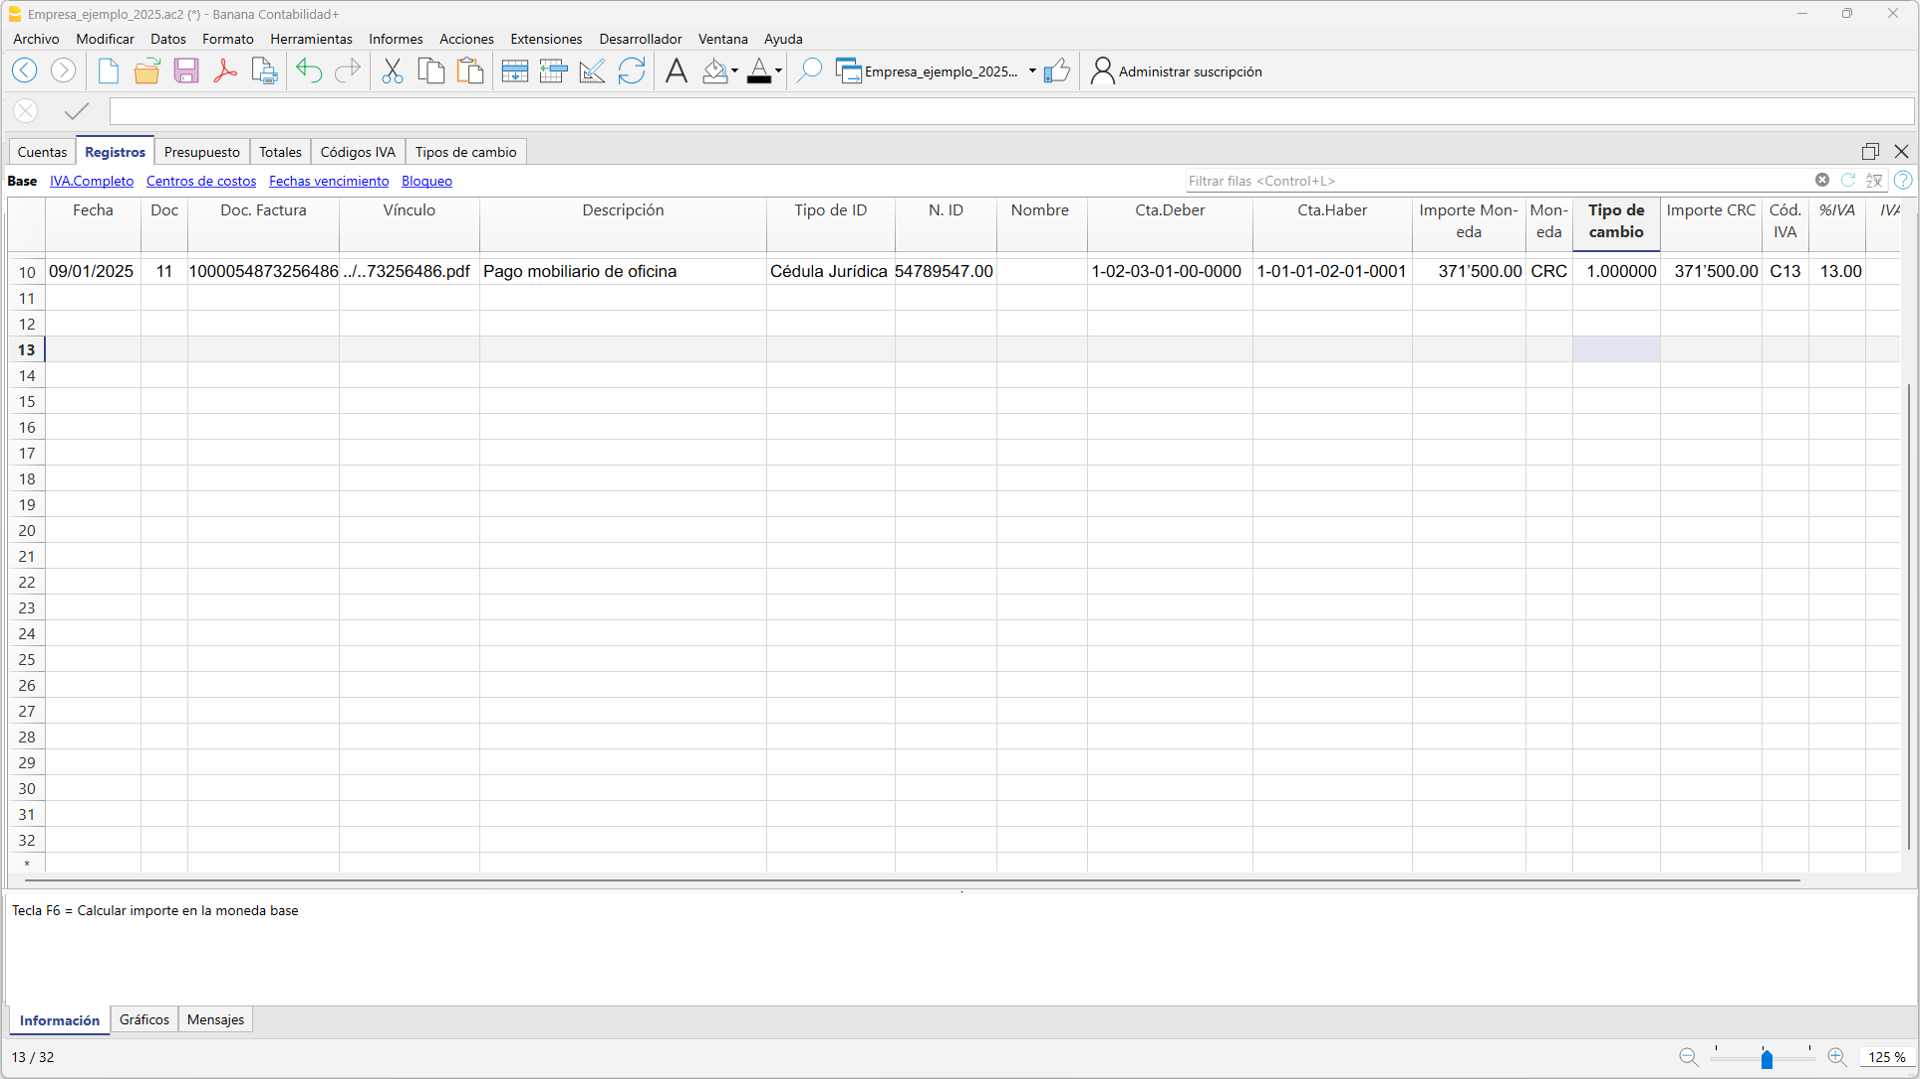 Empresa_ejemplo_2025.ac2 (*) - Banana Contabilidad+
Archivo Modificar Datos Formato Herramientas Informes Acciones Extensiones Desarrollador Ventana Ayuda
Empresa_ejemplo_2025... Administrar suscripción
Cuentas Registros Presupuesto Totales Códigos IVA Tipos de cambio
Base IVA.Completo Centros de costos Fechas vencimiento Bloqueo Filtrar filas <Control+L>
Fecha Doc Doc. Factura Vínculo Descripción Tipo de ID N. ID Nombre Cta.Deber Cta.Haber Importe Mon- Mon- Tipo de Importe CRC Cód. %IVA IVA
eda eda cambio IVA
10 09/01/2025 11 1000054873256486 ../..73256486.pdf Pago mobiliario de oficina Cédula Jurídica 54789547.00 1-02-03-01-00-0000 1-01-01-02-01-0001 371'500.00 CRC 1.000000 371'500.00 C13 13.00
11
12
13
14
15
16
17
18
19
20
21
22
23
24
25
26
27
28
29
30
31
32
*
Tecla F6 = Calcular importe en la moneda base
Información Gráficos Mensajes
13 / 32 125 %